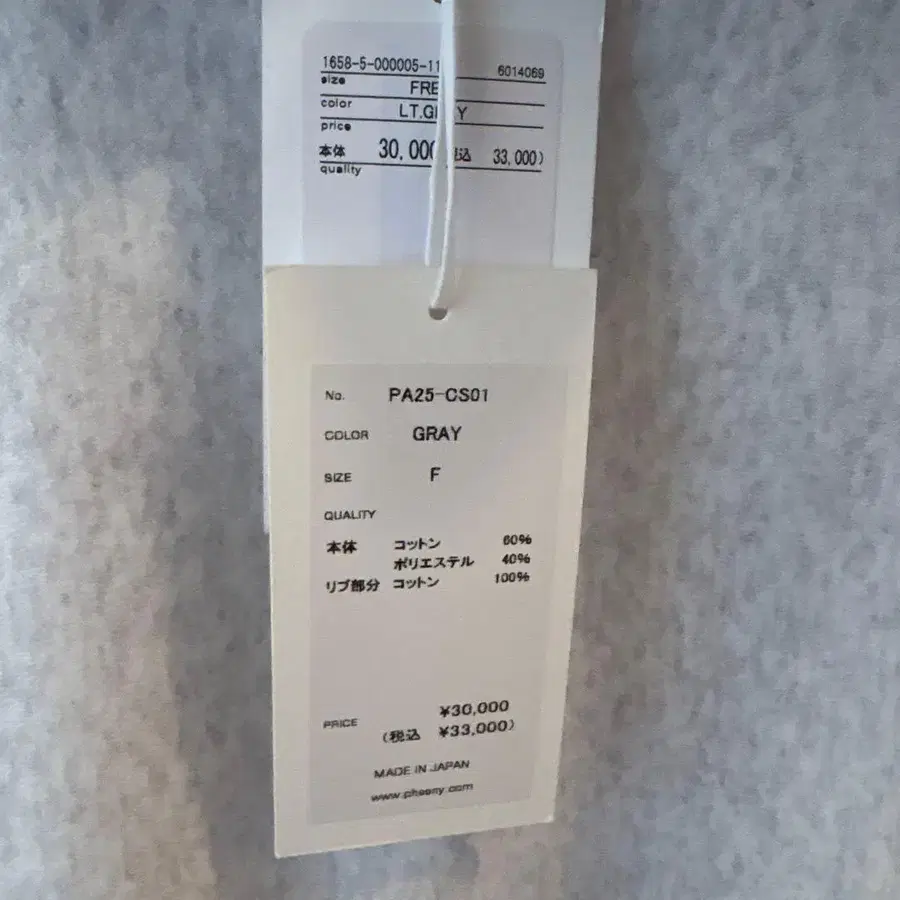 1658-5-000005-11 6014069
size FRE
color LT.G Y
price
本体 30,000 税込 33,000)
quality
No. PA25-CS01
COLOR GRAY
SIZE F
QUALITY
本体 コットン 60%
ポリエステル 40%
リブ部分 コットン 100%
PRICE ¥30,000
(税込 ¥33,000)
MADE IN JAPAN
www.pheeny.com